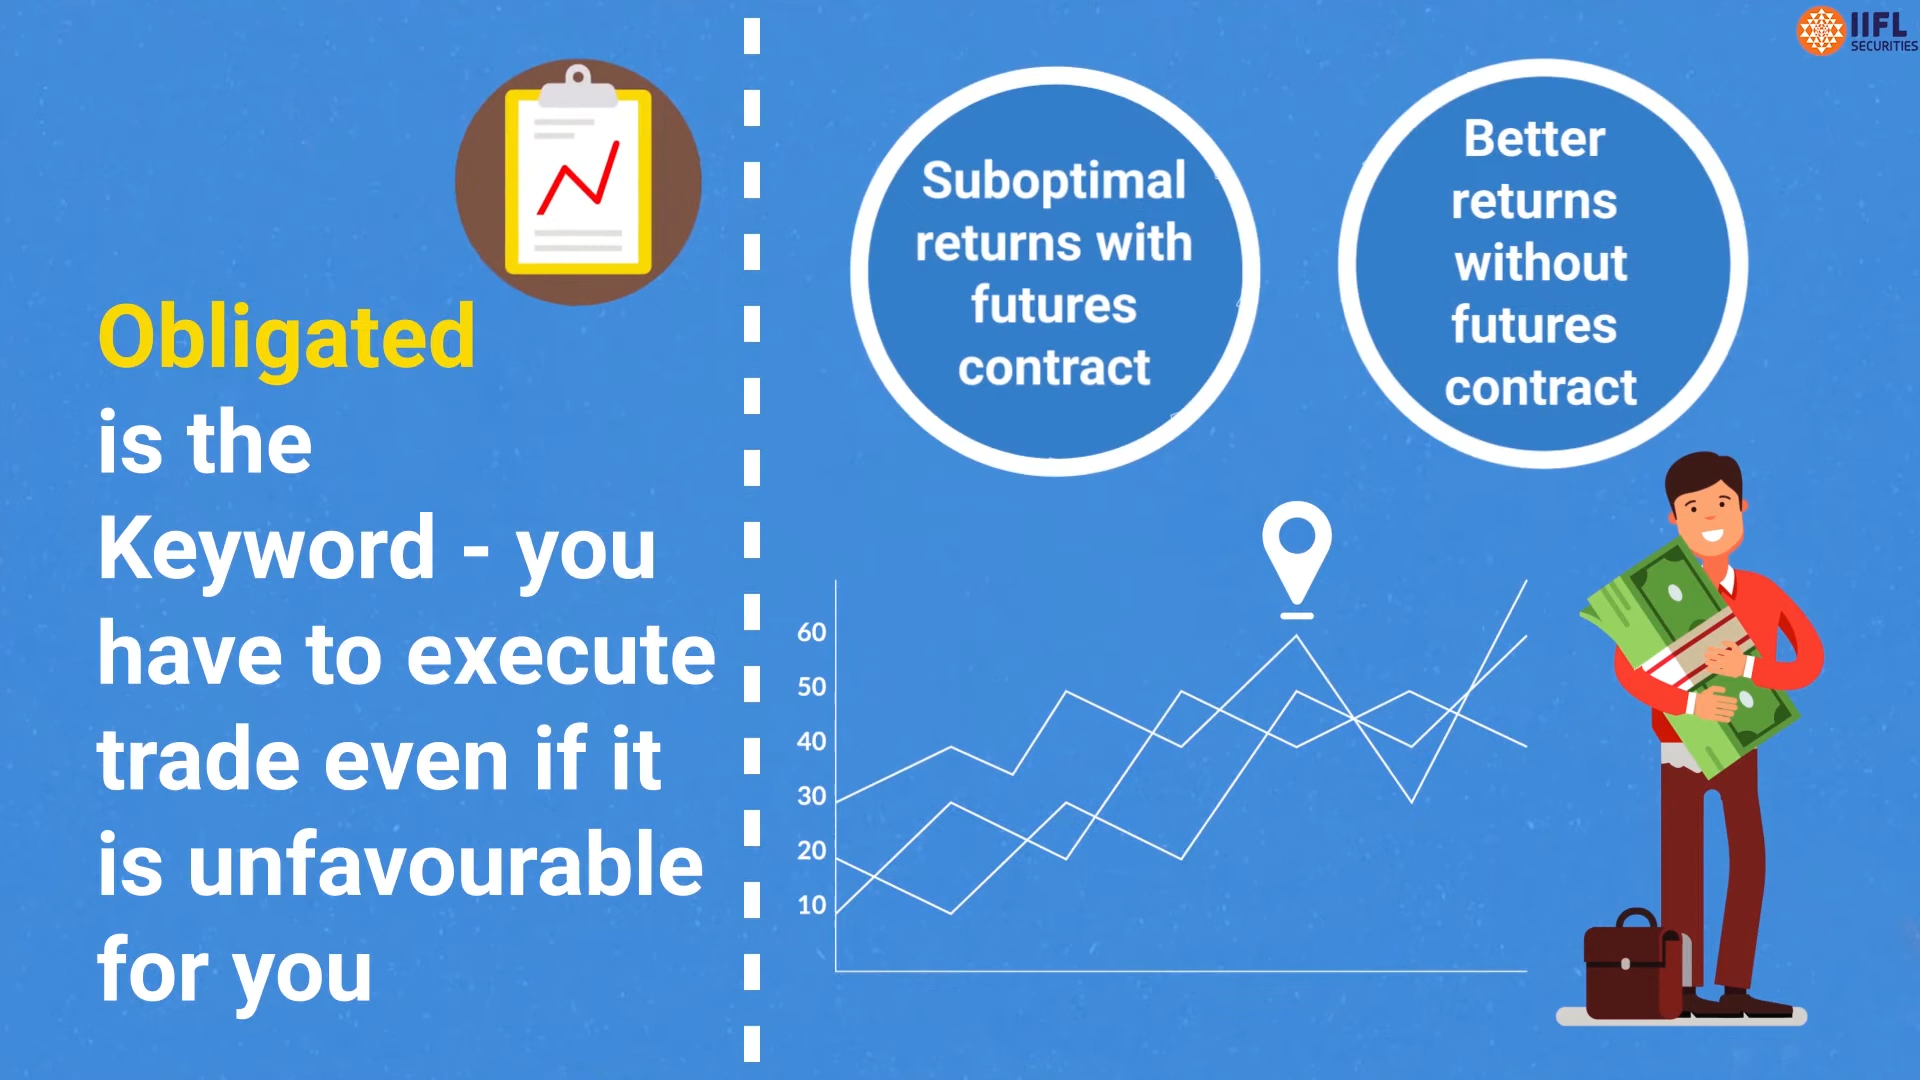 IIFL
SECURITIES
Obligated
is the
Keyword - you
have to execute
trade even if it
is unfavourable
for you
Suboptimal
returns with
futures
contract
Better
returns
without
futures
contract
60
50
40
30
20
10